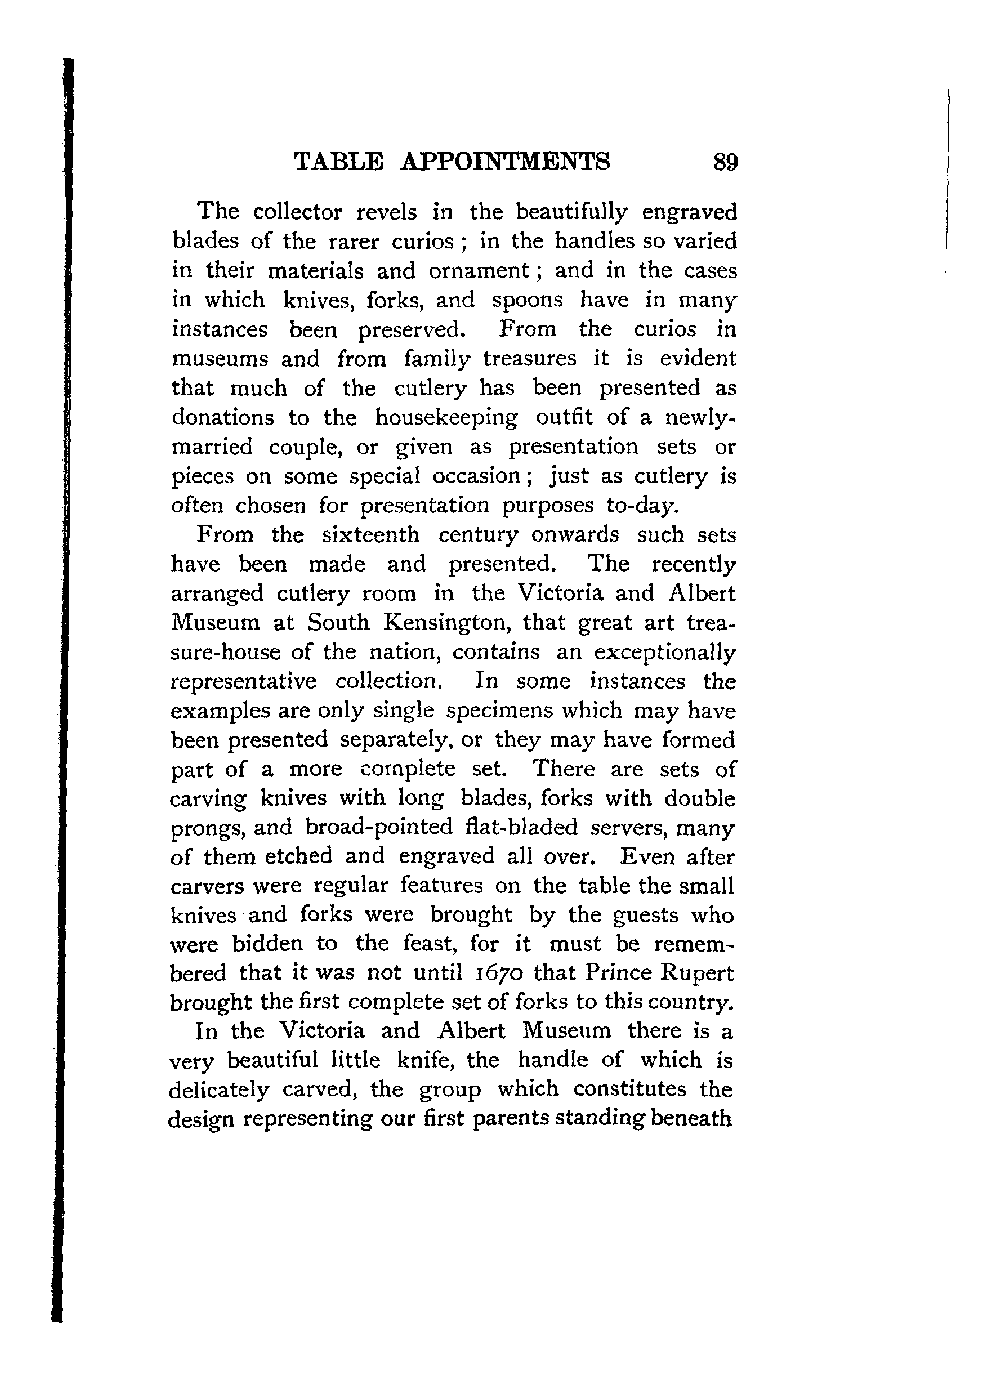 TABLE APPOINTMENTS 89
The collector revels in the beautifully engraved
blades of the rarer curios ; in the handles so varied
in their materials and ornament ; and in the cases
in which knives, forks, and spoons have in many
instances been preserved. From the curios in
museums and from family treasures it is evident
that much of the cutlery has been presented as
donations to the housekeeping outfit of a newly-
married couple, or given as presentation sets or
pieces on some special occasion ; just as cutlery is
often chosen for presentation purposes to-day.
From the sixteenth century onwards such sets
have been made and presented. The recently
arranged cutlery room in the Victoria and Albert
Museum at South Kensington, that great art trea-
sure-house of the nation, contains an exceptionally
representative collection. In some instances the
examples are only single specimens which may have
been presented separately, or they may have formed
part of a more complete set. There are sets of
carving knives with long blades, forks with double
prongs, and broad-pointed flat-bladed servers, many
of them etched and engraved all over. Even after
carvers were regular features on the table the small
knives and forks were brought by the guests who
were bidden to the feast, for it must be remem-
bered that it was not until 1670 that Prince Rupert
brought the first complete set of forks to this country.
In the Victoria and Albert Museum there is a
very beautiful little knife, the handle of which is
delicately carved, the group which constitutes the
design representing our first parents standing beneath